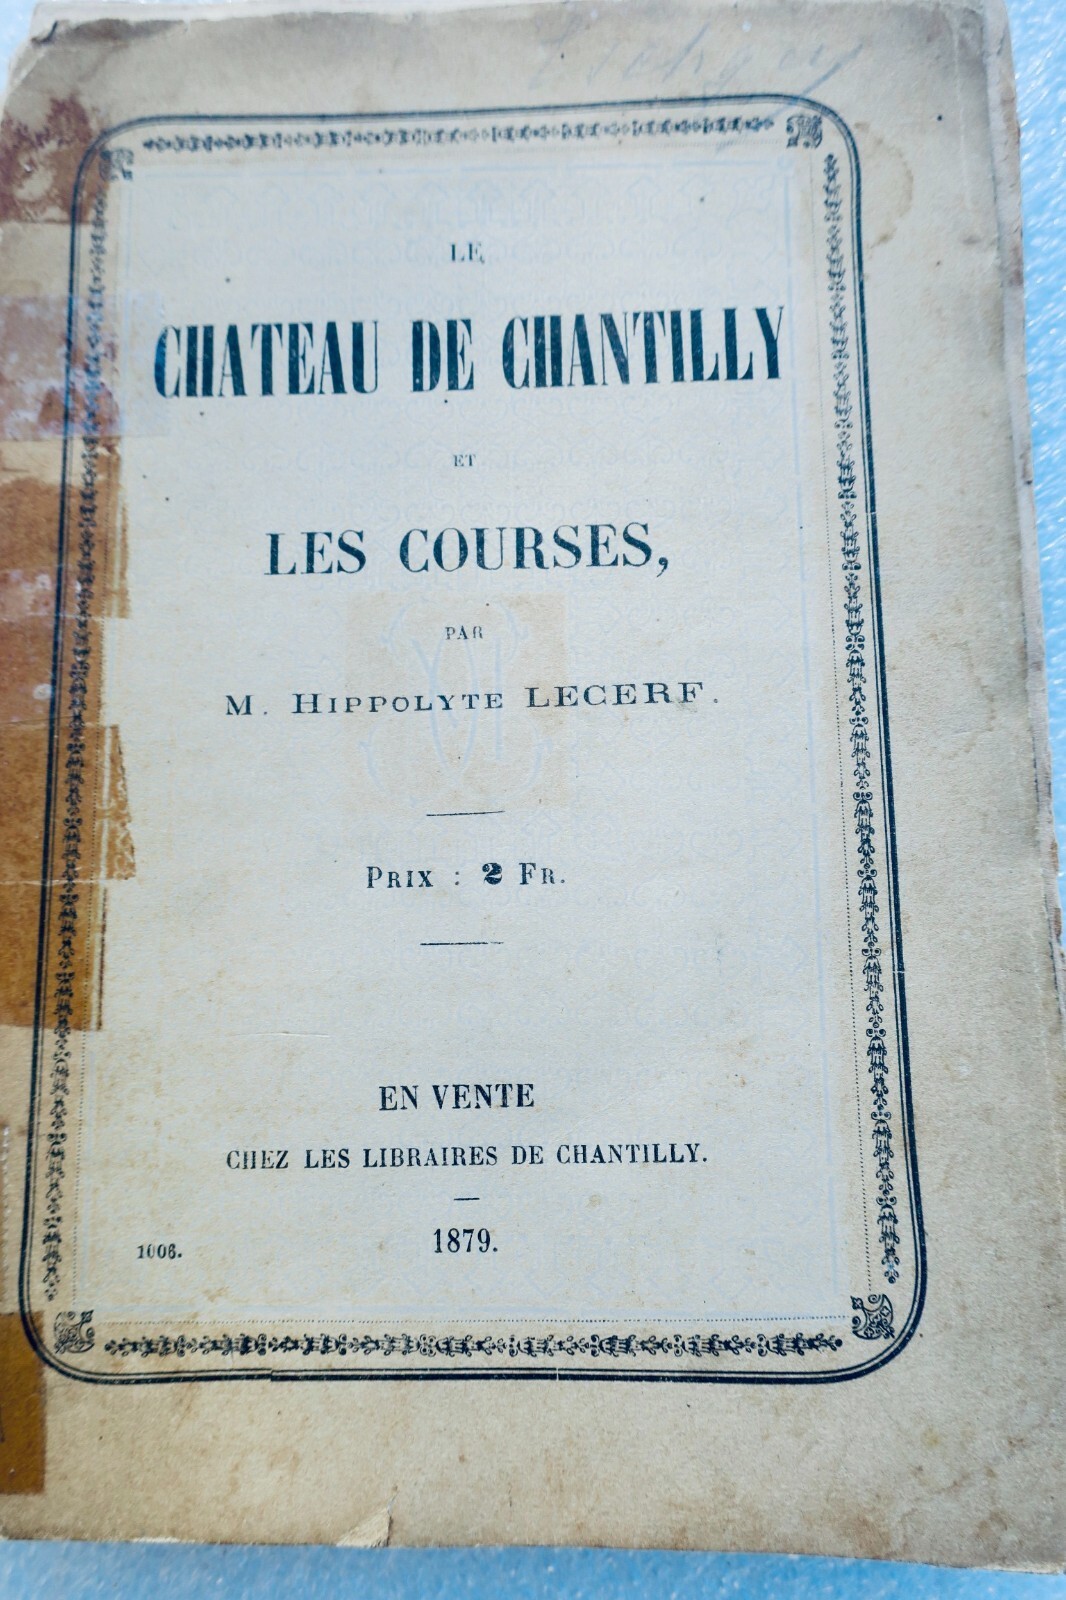 LE
CHATEAU DE CHANTILLY
ET
LES COURSES,
PAR
M. HIPPOLYTE LECERF.
PRIX : 2 FR.
EN VENTE
CHEZ LES LIBRAIRES DE CHANTILLY.
1879.
1006.